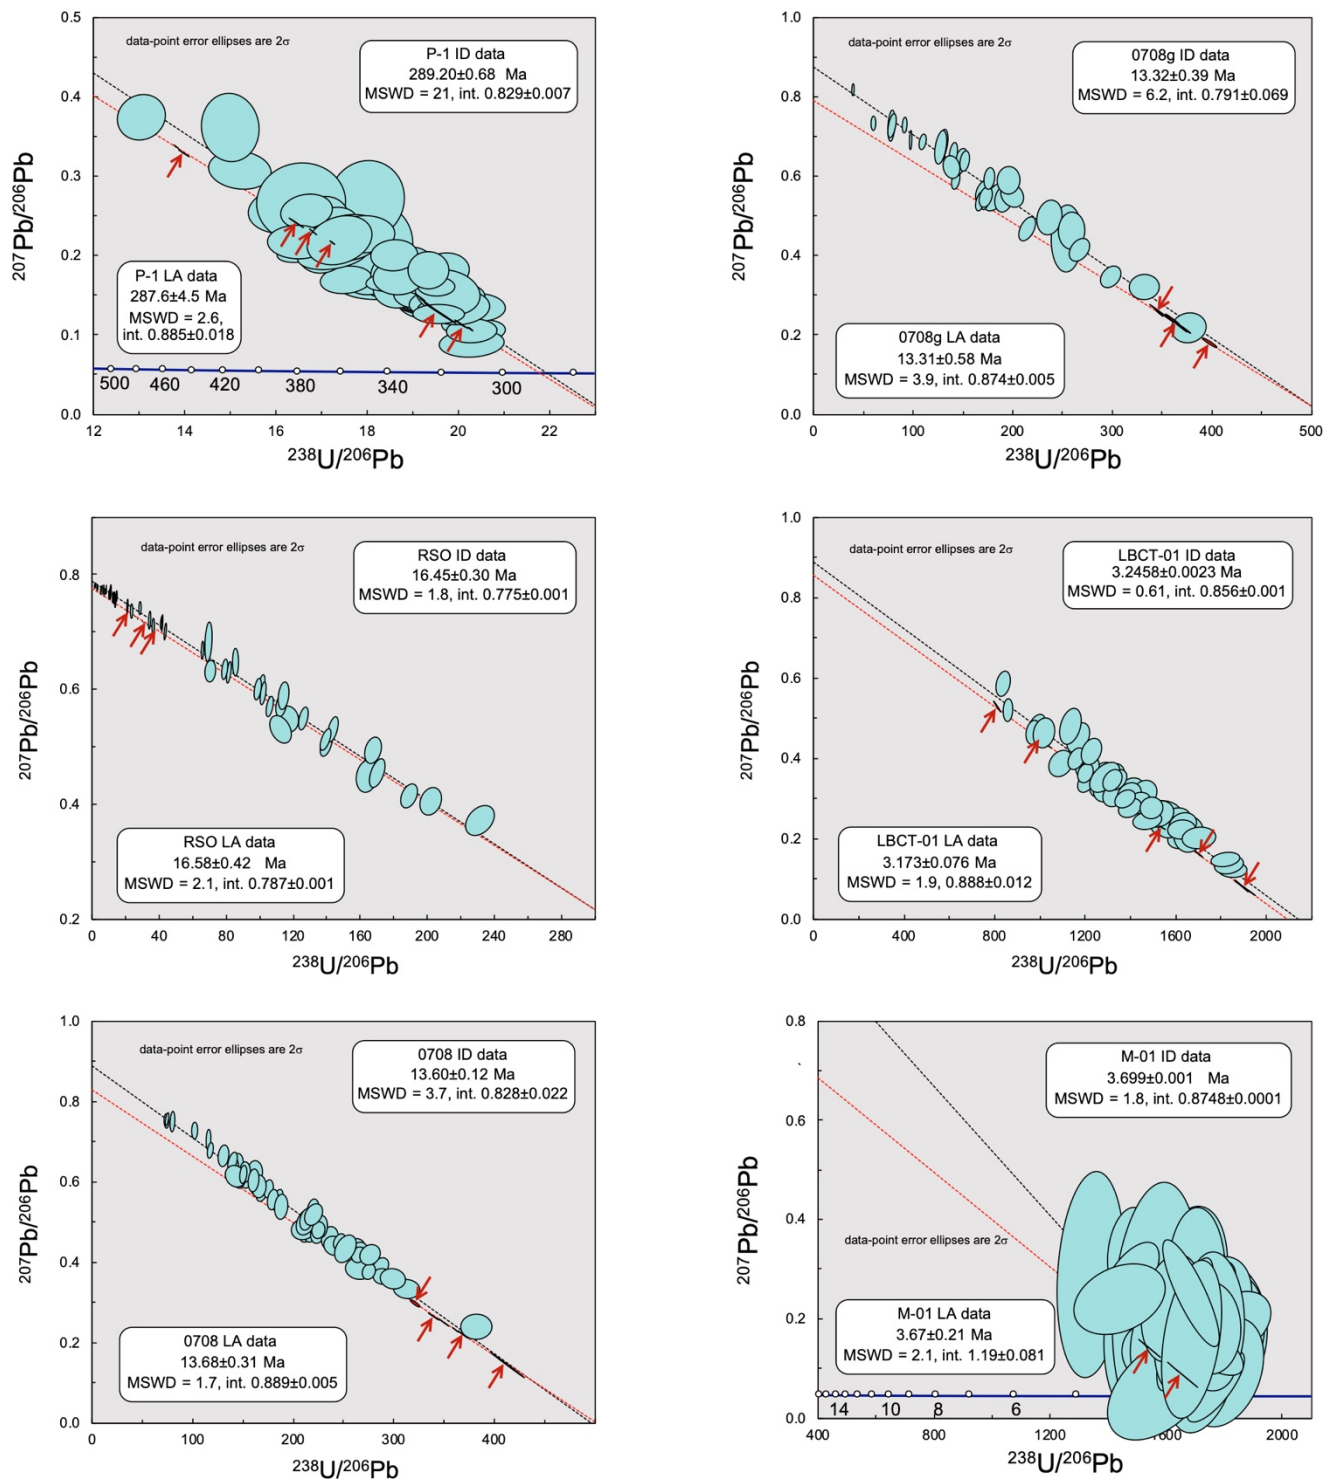 0.5
data-point error ellipses are 2σ
P-1 ID data
289.20±0.68 Ma
MSWD = 21, int. 0.829±0.007
0.4
0.3
207Pb/206Pb
0.2
P-1 LA data
287.6±4.5 Ma
MSWD = 2.6,
int. 0.885±0.018
0.1
500 460 420 380 340 300
0.0
12 14 16 18 20 22
238U/206Pb
1.0
data-point error ellipses are 2σ
0708g ID data
13.32±0.39 Ma
MSWD = 6.2, int. 0.791±0.069
0.8
0.6
207Pb/206Pb
0.4
0708g LA data
13.31±0.58 Ma
MSWD = 3.9, int. 0.874±0.005
0.2
0.0
0 100 200 300 400 500
238U/206Pb
data-point error ellipses are 2σ
RSO ID data
16.45±0.30 Ma
MSWD = 1.8, int. 0.775±0.001
0.8
0.6
207Pb/206Pb
0.4
RSO LA data
16.58±0.42 Ma
MSWD = 2.1, int. 0.787±0.001
0.2
0 40 80 120 160 200 240 280
238U/206Pb
1.0
data-point error ellipses are 2σ
LBCT-01 ID data
3.2458±0.0023 Ma
MSWD = 0.61, int. 0.856±0.001
0.8
0.6
207Pb/206Pb
0.4
0.2
LBCT-01 LA data
3.173±0.076 Ma
MSWD = 1.9, 0.888±0.012
0.0
0 400 800 1200 1600 2000
238U/206Pb
1.0
data-point error ellipses are 2σ
0708 ID data
13.60±0.12 Ma
MSWD = 3.7, int. 0.828±0.022
0.8
0.6
207Pb/206Pb
0.4
0.2
0708 LA data
13.68±0.31 Ma
MSWD = 1.7, int. 0.889±0.005
0.0
0 100 200 300 400
238U/206Pb
0.8
M-01 ID data
3.699±0.001 Ma
MSWD = 1.8, int. 0.8748±0.0001
0.6
207Pb/206Pb
0.4
data-point error ellipses are 2σ
0.2
M-01 LA data
3.67±0.21 Ma
MSWD = 2.1, int. 1.19±0.081
14 10 8 6
0.0
400 800 1200 1600 2000
238U/206Pb